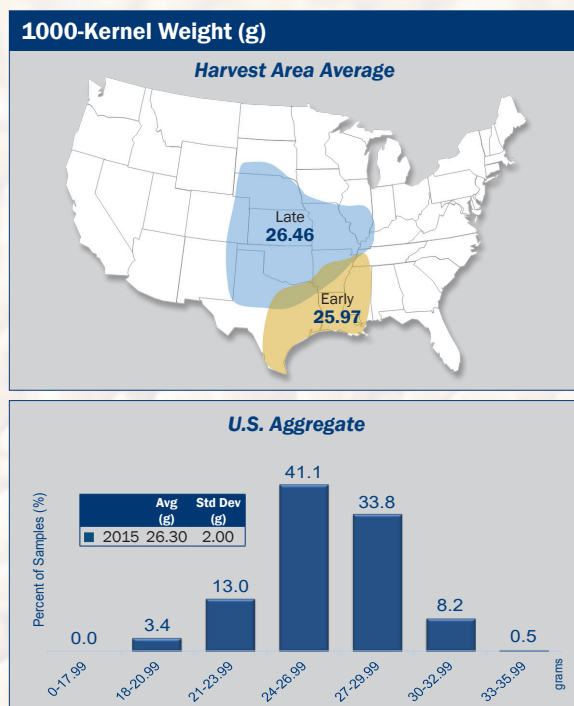 1000-Kernel Weight (g)
Harvest Area Average
Late
26.46
Early
25.97
U.S. Aggregate
Percent of Samples (%)
Avg Std Dev
(g) (g)
2015 26.30 2.00
0.0
3.4
13.0
41.1
33.8
8.2
0.5
0-17.99
18-20.99
21-23.99
24-26.99
27-29.99
30-32.99
33-35.99
grams